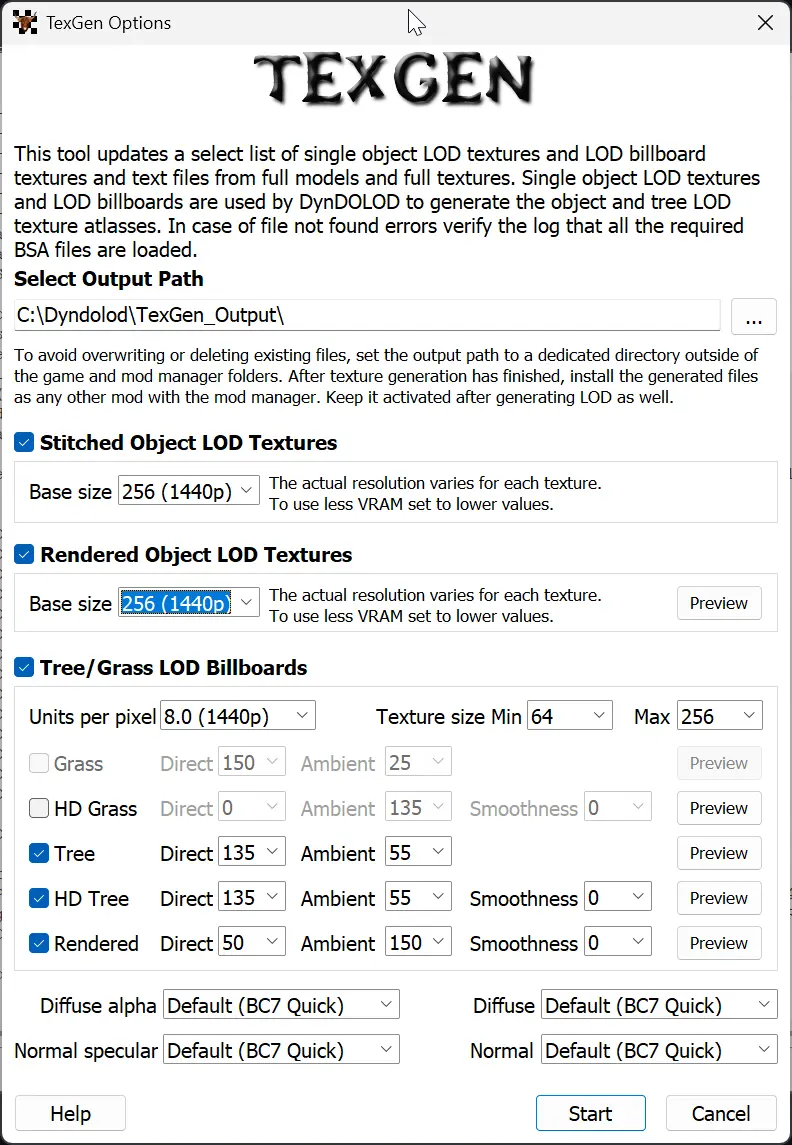 TexGen Options
TEXGEN
This tool updates a select list of single object LOD textures and LOD billboard
textures and text files from full models and full textures. Single object LOD textures
and LOD billboards are used by DynDOLOD to generate the object and tree LOD
texture atlasses. In case of file not found errors verify the log that all the required
BSA files are loaded.
Select Output Path
C:\Dyndolod\TexGen_Output\
...
To avoid overwriting or deleting existing files, set the output path to a dedicated directory outside of
the game and mod manager folders. After texture generation has finished, install the generated files
as any other mod with the mod manager. Keep it activated after generating LOD as well.
Stitched Object LOD Textures
Base size 256 (1440p)
The actual resolution varies for each texture.
To use less VRAM set to lower values.
Rendered Object LOD Textures
Base size 256 (1440p)
The actual resolution varies for each texture.
To use less VRAM set to lower values.
Preview
Tree/Grass LOD Billboards
Units per pixel 8.0 (1440p) Texture size Min 64 Max 256
Grass Direct 150 Ambient 25 Preview
HD Grass Direct 0 Ambient 135 Smoothness 0 Preview
Tree Direct 135 Ambient 55 Preview
HD Tree Direct 135 Ambient 55 Smoothness 0 Preview
Rendered Direct 50 Ambient 150 Smoothness 0 Preview
Diffuse alpha Default (BC7 Quick) Diffuse Default (BC7 Quick)
Normal specular Default (BC7 Quick) Normal Default (BC7 Quick)
Help Start Cancel